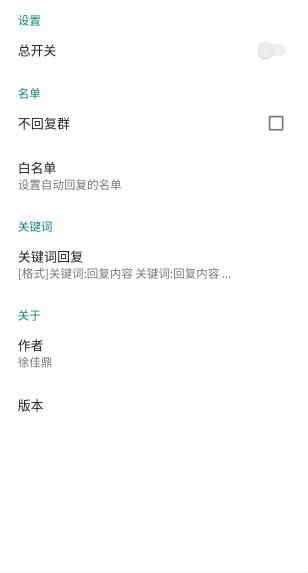 设置
总开关
名单
不回复群
白名单
设置自动回复的名单
关键词
关键词回复
[格式]关键词:回复内容 关键词:回复内容 ...
关于
作者
徐佳鼎
版本